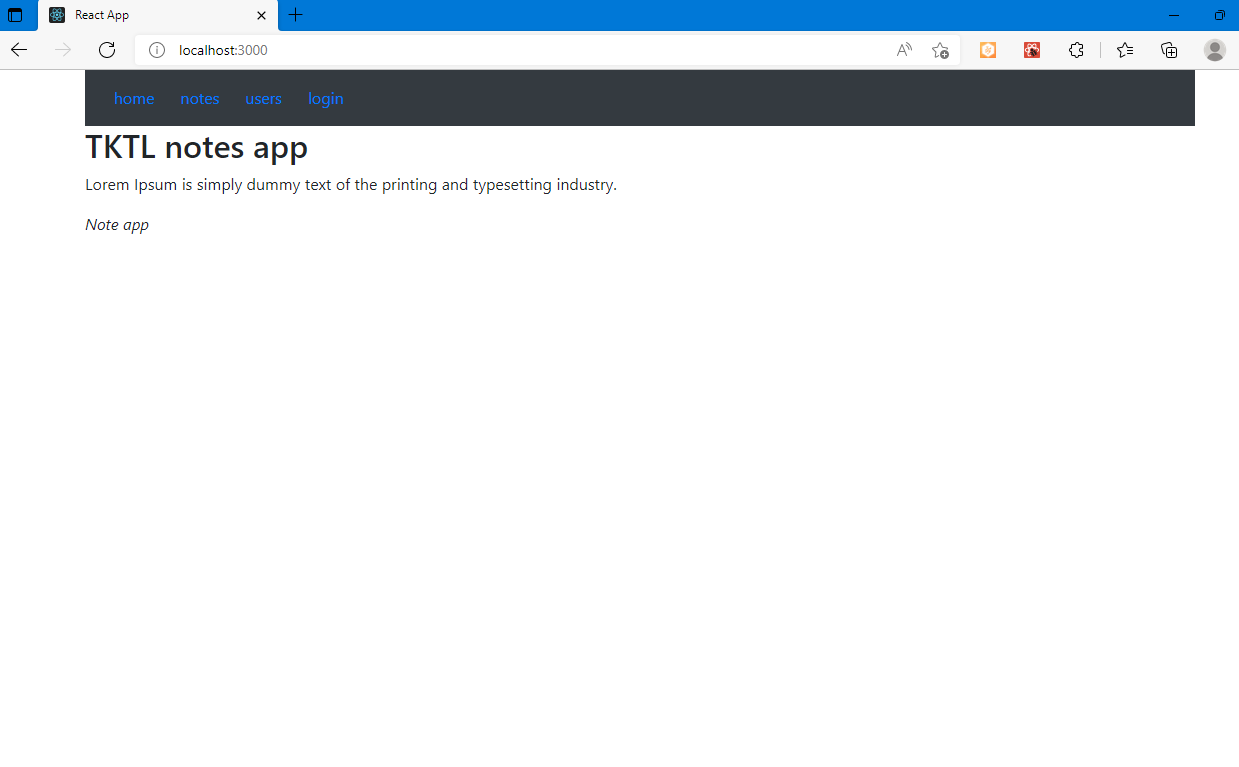 React App
localhost:3000
home notes users login
TKTL notes app
Lorem Ipsum is simply dummy text of the printing and typesetting industry.
Note app